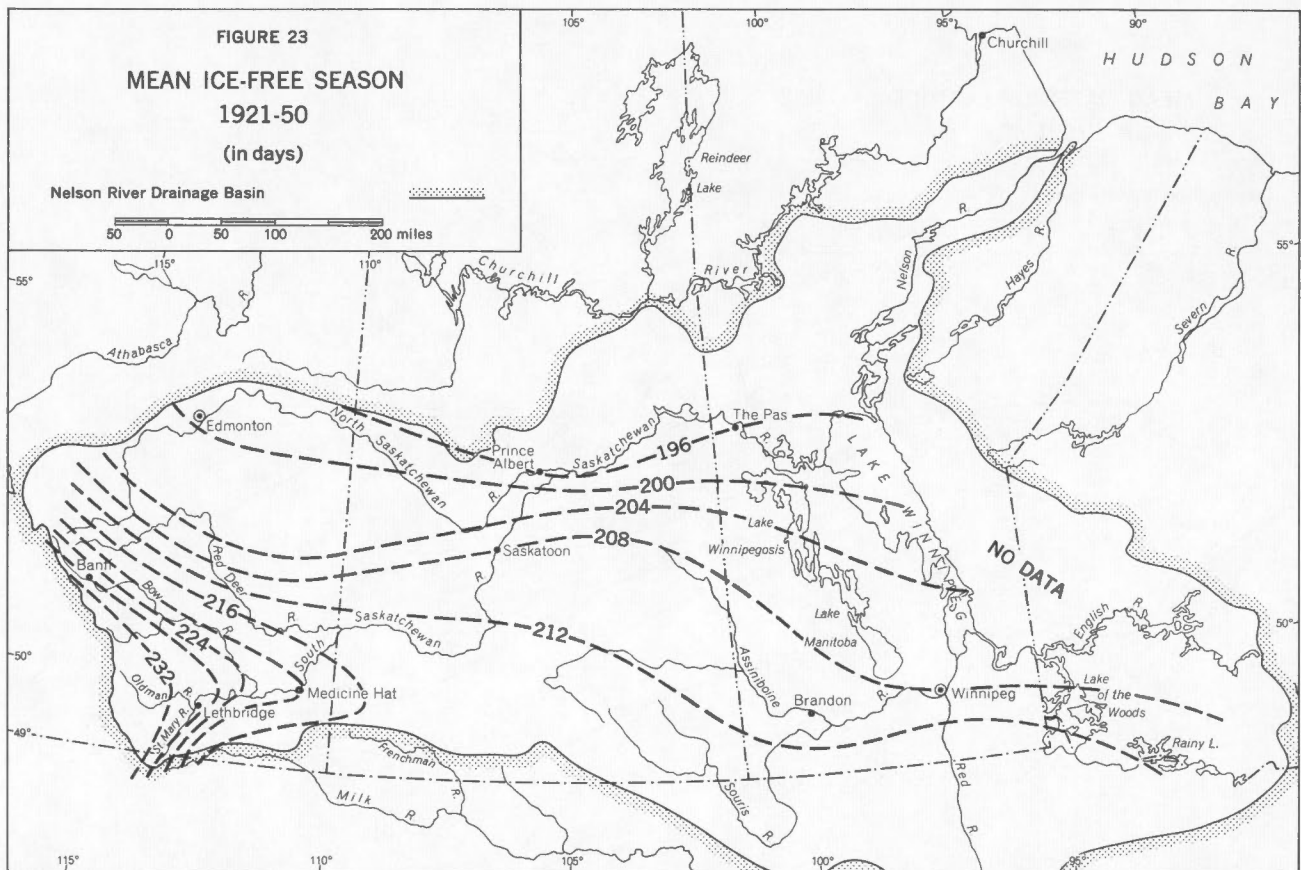 FIGURE 23
MEAN ICE-FREE SEASON
1921-50
(in days)
Nelson River Drainage Basin
50 0 50 100 200 miles
105°
100°
95°
90°
115°
110°
55°
55°
50°
50°
49°
115°
110°
105°
100°
95°
Churchill
HUDSON
BAY
Reindeer
Lake
Churchill
River
Nelson
R.
Hayes
R.
Severn
R.
Athabasca
R.
Edmonton
North
Saskatchewan
Prince
Albert
R.
Saskatchewan
The Pas
R.
196
200
204
208
212
216
224
232
LAKE
WINNIPEG
Lake
Winnipegosis
NO DATA
Saskatoon
R.
Banff
Bow
Red Deer
R.
R.
South
Saskatchewan
R.
Lake
Manitoba
English
R.
Oldman
R.
Medicine Hat
Lethbridge
St Mary R.
Assiniboine
Brandon
R.
Winnipeg
Lake
of the
Woods
Rainy L.
Frenchman
R.
Milk
R.
Souris
R.
Red
R.